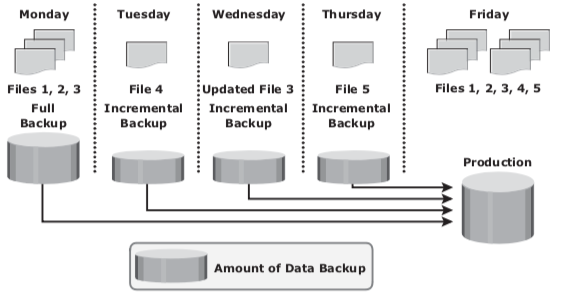 Monday
Tuesday
Wednesday
Thursday
Friday
Files 1, 2, 3
File 4
Updated File 3
File 5
Files 1, 2, 3, 4, 5
Full
Backup
Incremental
Backup
Incremental
Backup
Incremental
Backup
Production
Amount of Data Backup